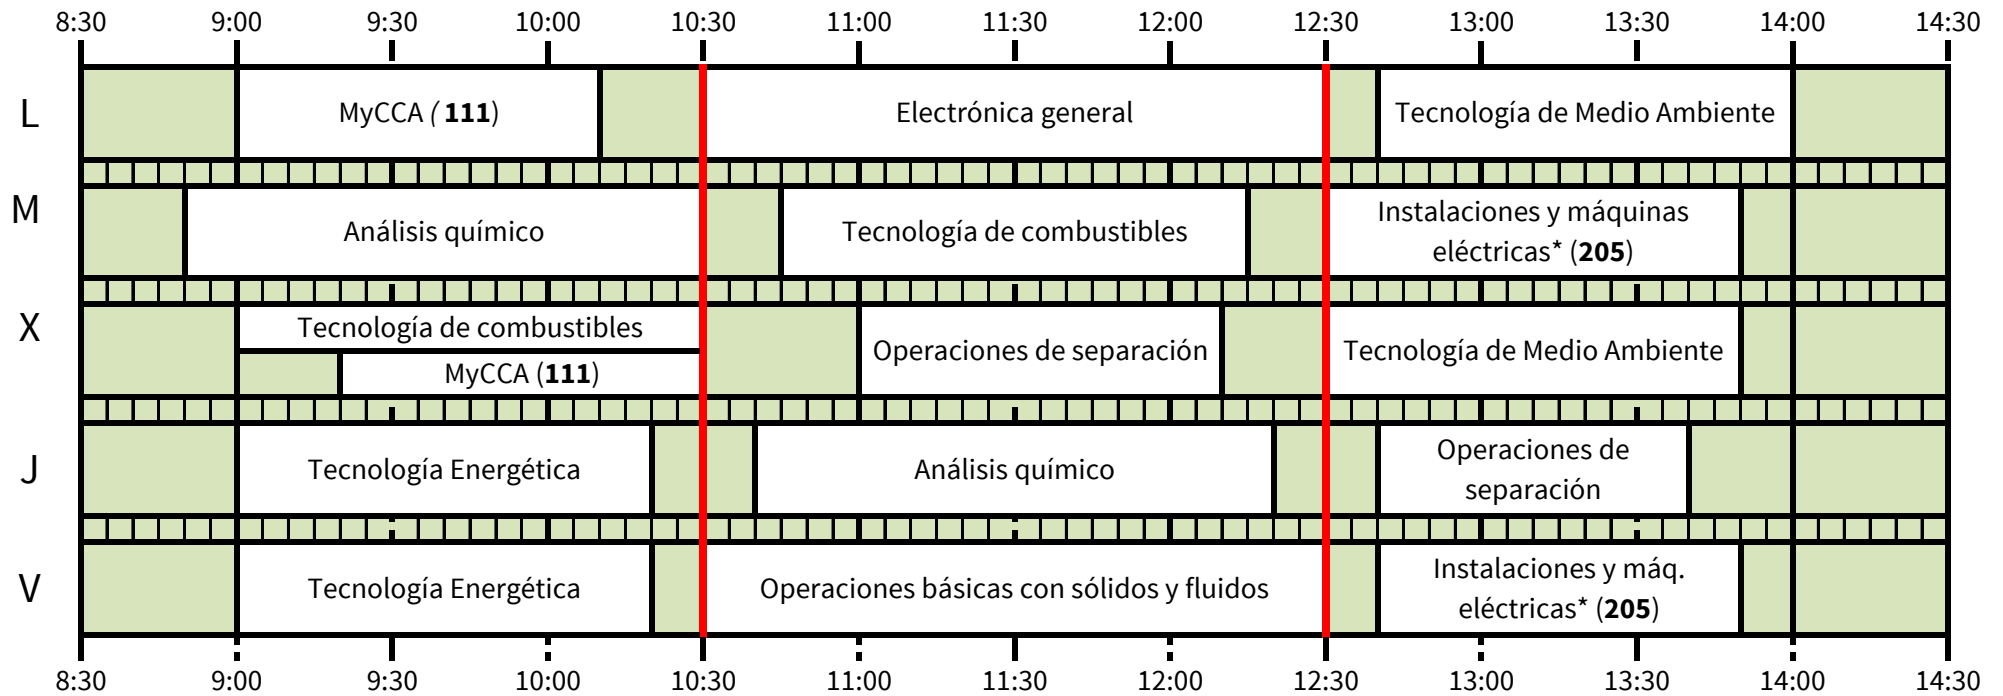 8:30 9:00 9:30 10:00 10:30 11:00 11:30 12:00 12:30 13:00 13:30 14:00 14:30
L MyCCA ( 111) Electrónica general Tecnología de Medio Ambiente
M Análisis químico Tecnología de combustibles Instalaciones y máquinas
eléctricas* (205)
X Tecnología de combustibles
MyCCA (111) Operaciones de separación Tecnología de Medio Ambiente
J Tecnología Energética Análisis químico Operaciones de
separación
V Tecnología Energética Operaciones básicas con sólidos y fluidos Instalaciones y máq.
eléctricas* (205)
8:30 9:00 9:30 10:00 10:30 11:00 11:30 12:00 12:30 13:00 13:30 14:00 14:30